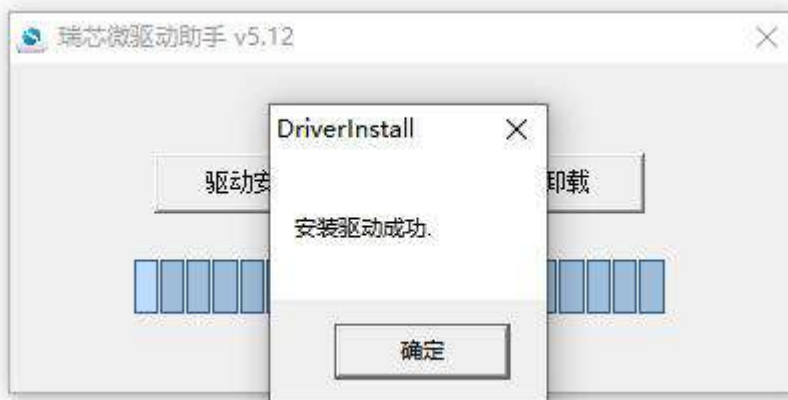 瑞芯微驱动助手 v5.12
DriverInstall
驱动安
卸载
安装驱动成功.
确定